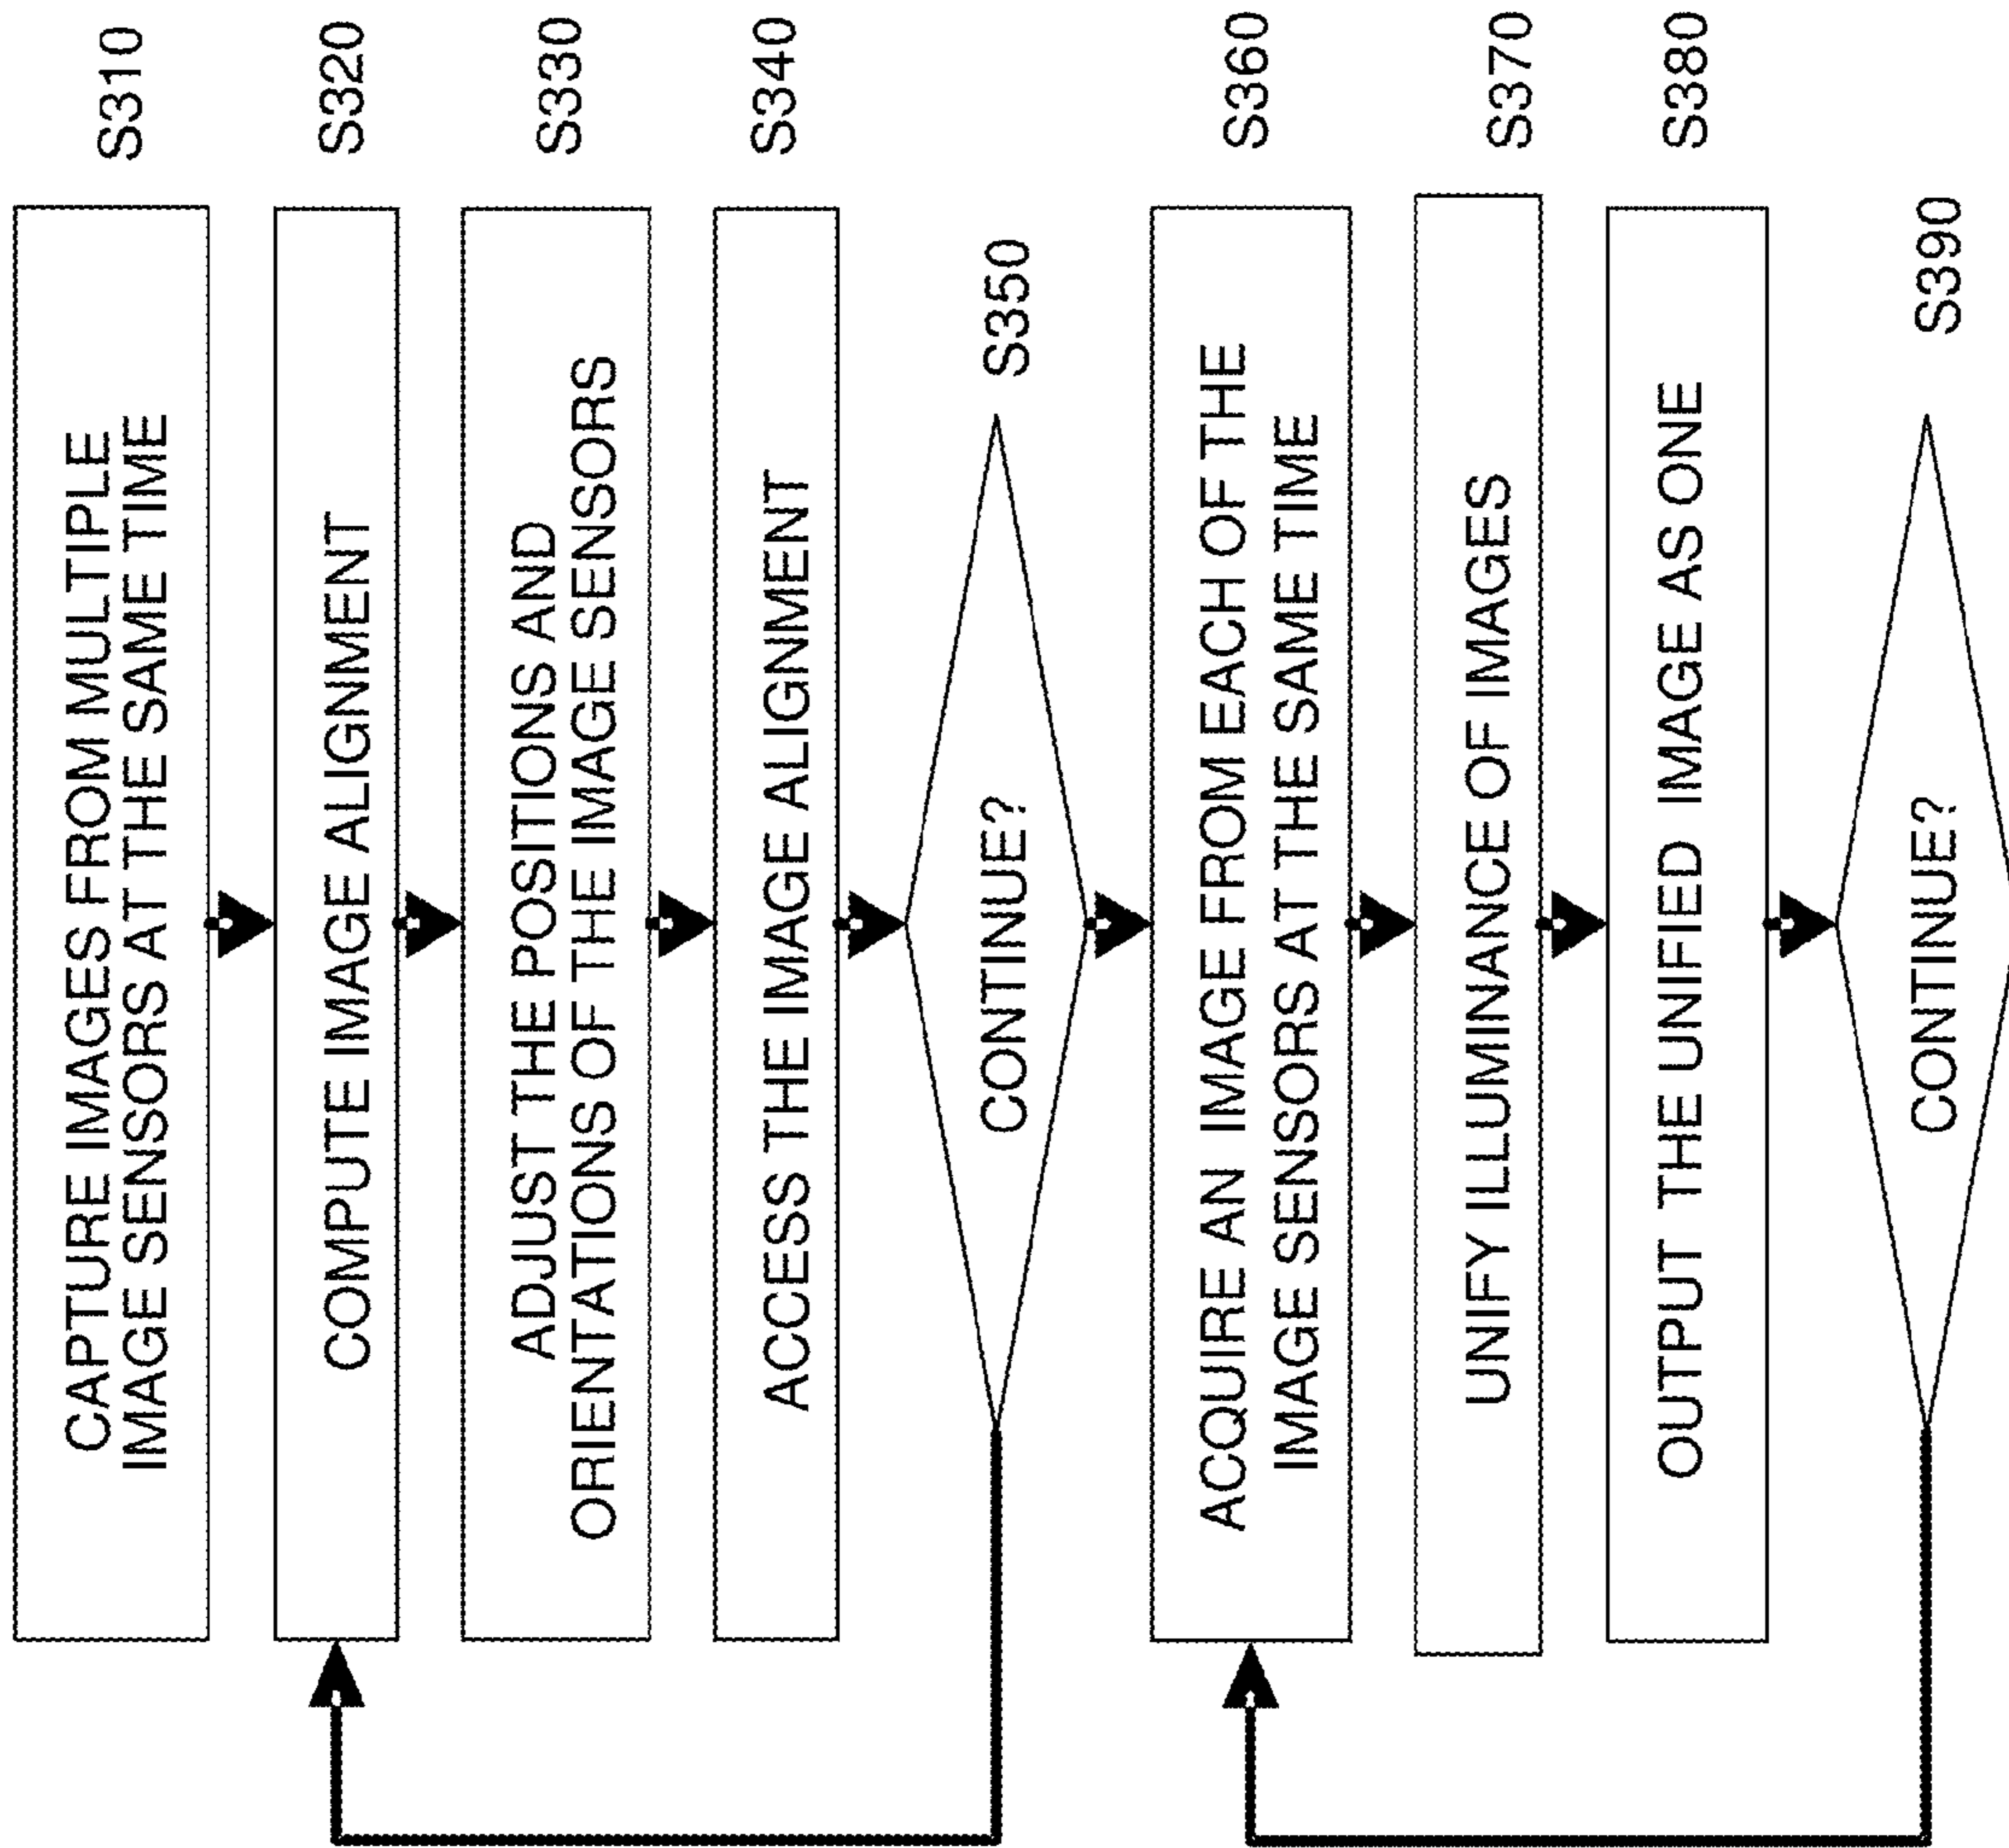 CAPTURE IMAGES FROM MULTIPLE
IMAGE SENSORS AT THE SAME TIME
S310
COMPUTE IMAGE ALIGNMENT
S320
ADJUST THE POSITIONS AND
ORIENTATIONS OF THE IMAGE SENSORS
S330
ACCESS THE IMAGE ALIGNMENT
S340
CONTINUE?
S350
ACQUIRE AN IMAGE FROM EACH OF THE
IMAGE SENSORS AT THE SAME TIME
S360
UNIFY ILLUMINANCE OF IMAGES
S370
OUTPUT THE UNIFIED IMAGE AS ONE
S380
CONTINUE?
S390